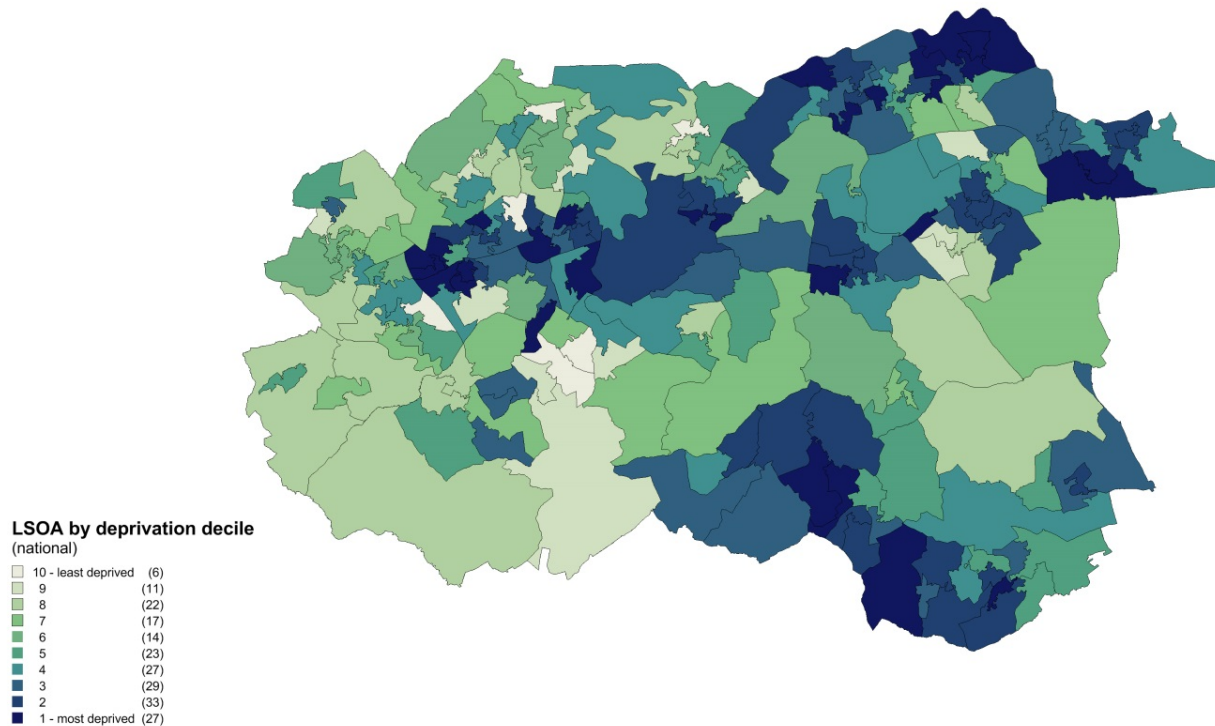 LSOA by deprivation decile
(national)
10 - least deprived (6)
9 (11)
8 (22)
7 (17)
6 (14)
5 (23)
4 (27)
3 (29)
2 (33)
1 - most deprived (27)